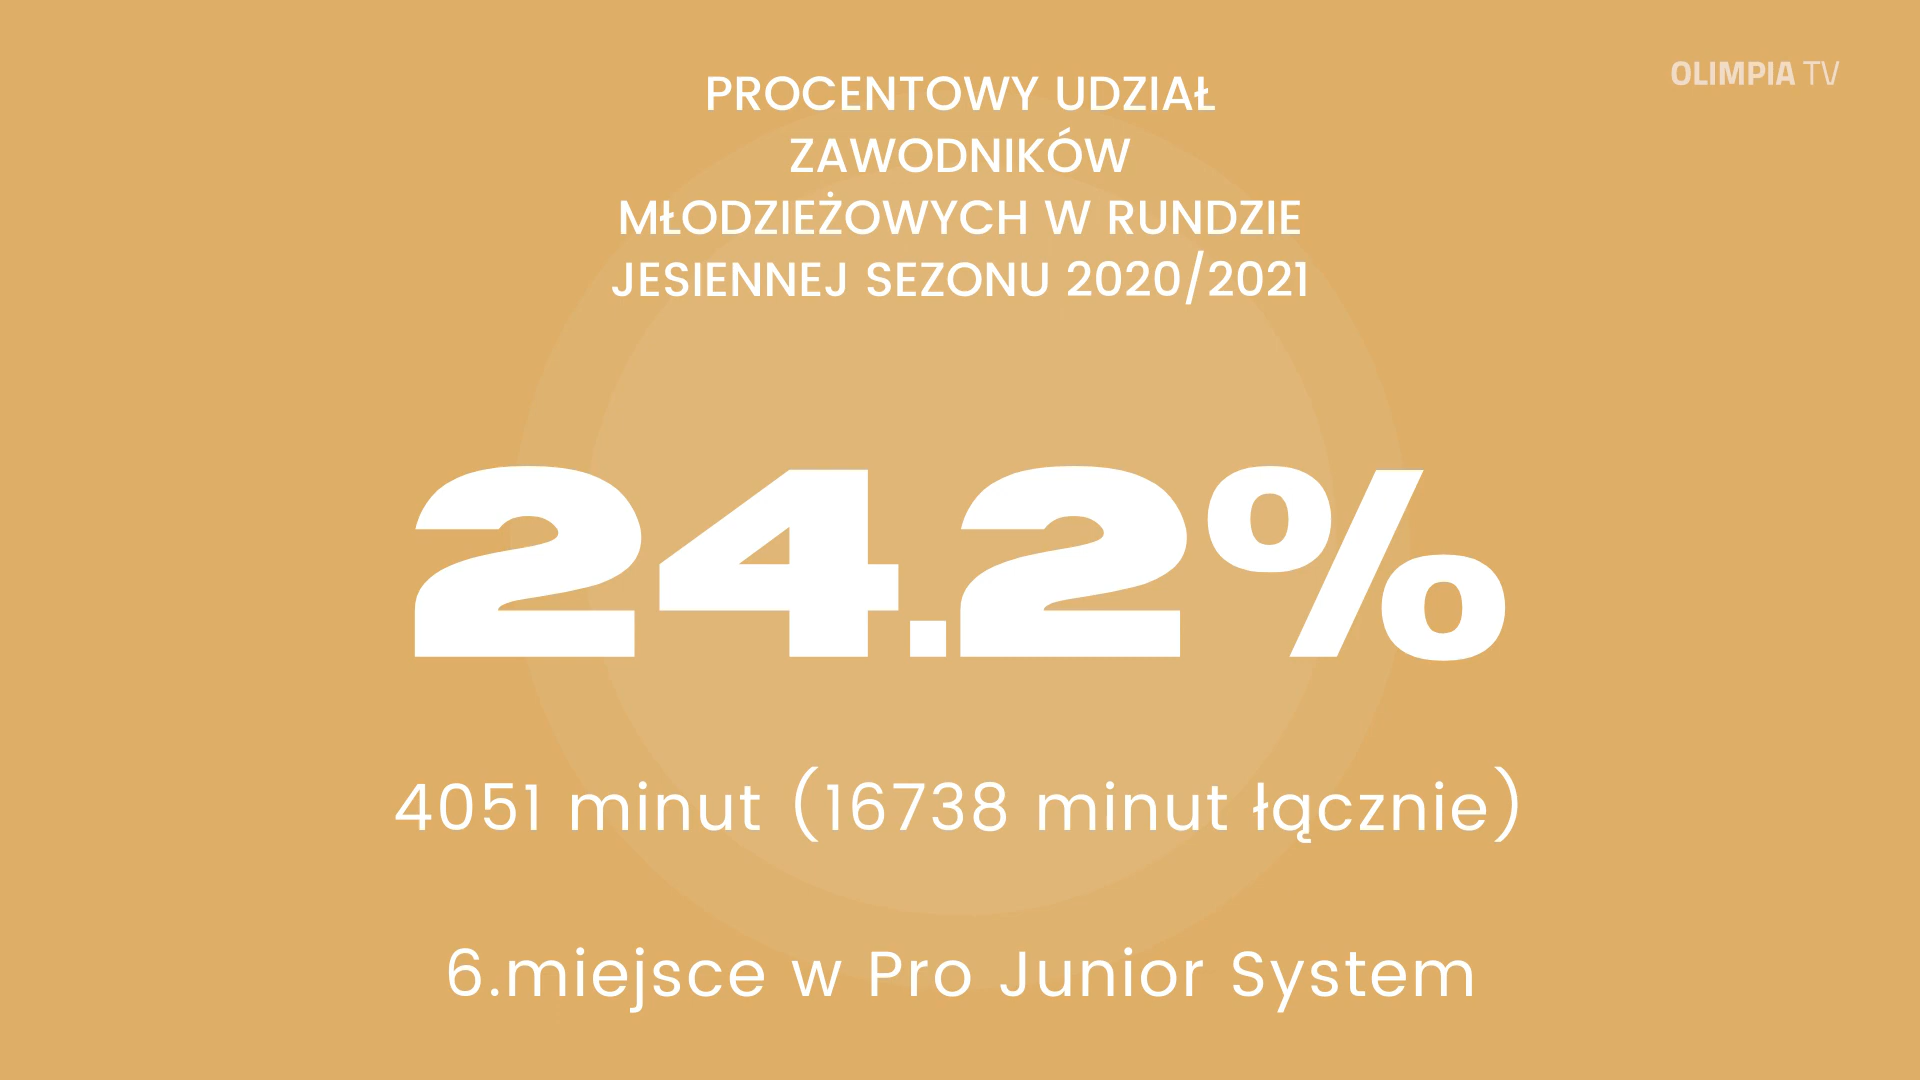 OLIMPIA TV
PROCENTOWY UDZIAŁ
ZAWODNIKÓW
MŁODZIEŻOWYCH W RUNDZIE
JESIENNEJ SEZONU 2020/2021
24.2%
4051 minut (16738 minut łącznie)
6.miejsce w Pro Junior System